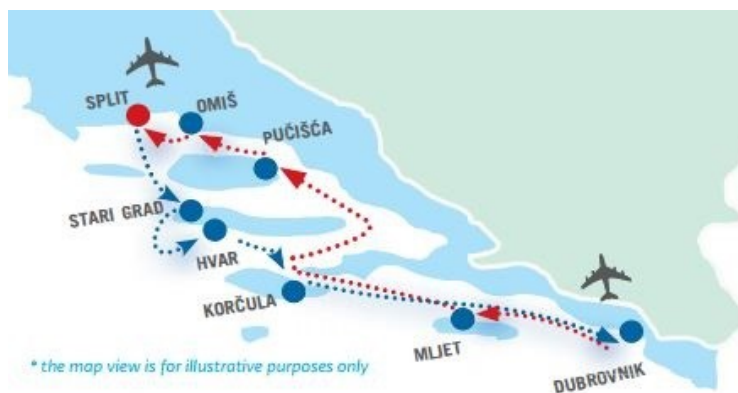 SPLIT
OMIŠ
PUČIŠĆA
STARI GRAD
HVAR
KORČULA
MLJET
DUBROVNIK
* the map view is for illustrative purposes only